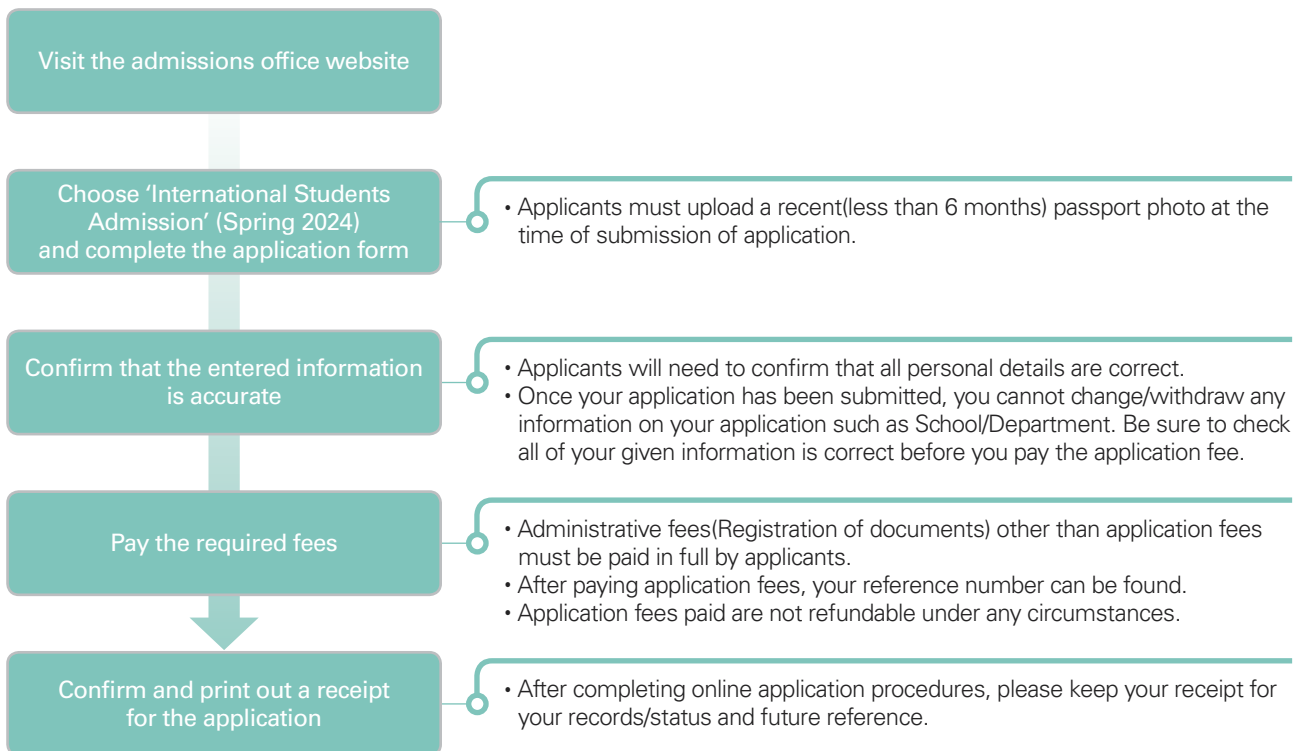 Visit the admissions office website
Choose ‘International Students
Admission’ (Spring 2024)
and complete the application form
• Applicants must upload a recent(less than 6 months) passport photo at the
time of submission of application.
Confirm that the entered information
is accurate
• Applicants will need to confirm that all personal details are correct.
• Once your application has been submitted, you cannot change/withdraw any
information on your application such as School/Department. Be sure to check
all of your given information is correct before you pay the application fee.
Pay the required fees
• Administrative fees(Registration of documents) other than application fees
must be paid in full by applicants.
• After paying application fees, your reference number can be found.
• Application fees paid are not refundable under any circumstances.
Confirm and print out a receipt
for the application
• After completing online application procedures, please keep your receipt for
your records/status and future reference.